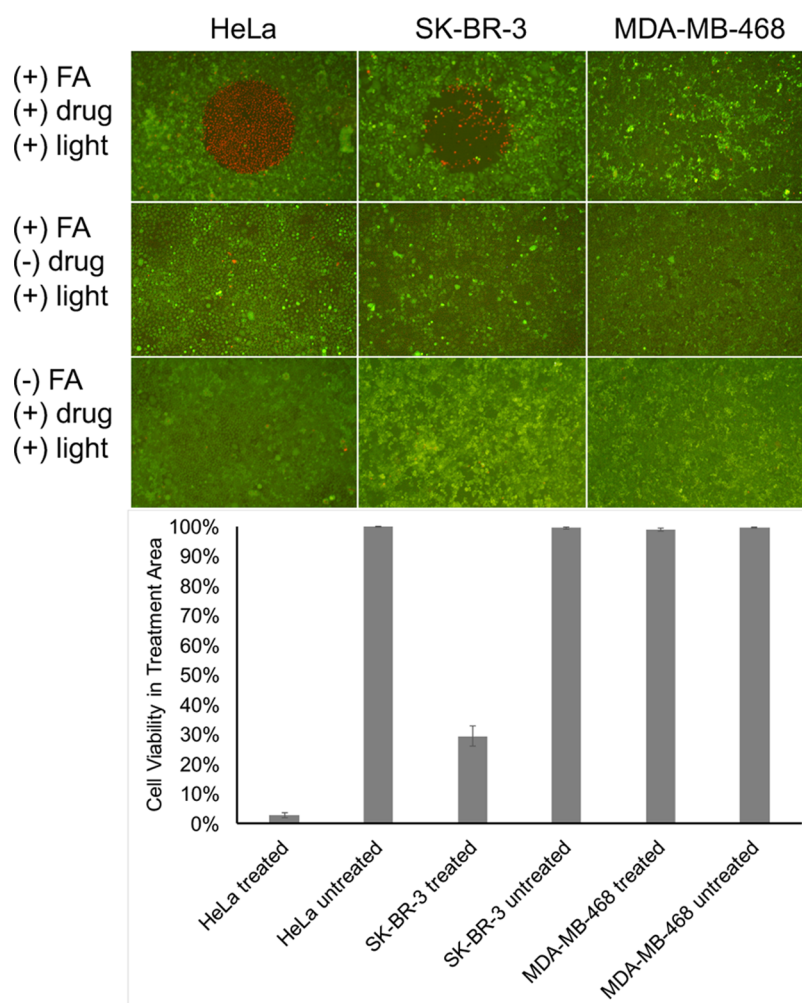 HeLa SK-BR-3 MDA-MB-468
(+) FA
(+) drug
(+) light
(+) FA
(-) drug
(+) light
(-) FA
(+) drug
(+) light
Cell Viability in Treatment Area
100%
90%
80%
70%
60%
50%
40%
30%
20%
10%
0%
HeLa treated
HeLa untreated
SK-BR-3 treated
SK-BR-3 untreated
MDA-MB-468 treated
MDA-MB-468 untreated